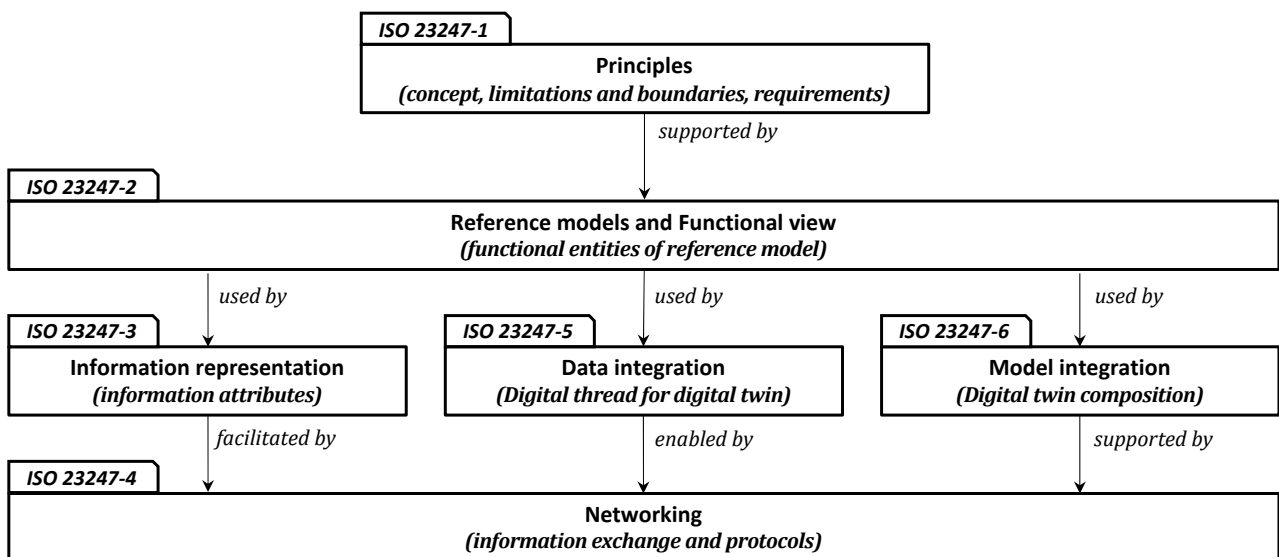 ISO 23247-1
Principles
(concept, limitations and boundaries, requirements)
supported by
ISO 23247-2
Reference models and Functional view
(functional entities of reference model)
used by
used by
used by
ISO 23247-3
Information representation
(information attributes)
ISO 23247-5
Data integration
(Digital thread for digital twin)
ISO 23247-6
Model integration
(Digital twin composition)
facilitated by
enabled by
supported by
ISO 23247-4
Networking
(information exchange and protocols)